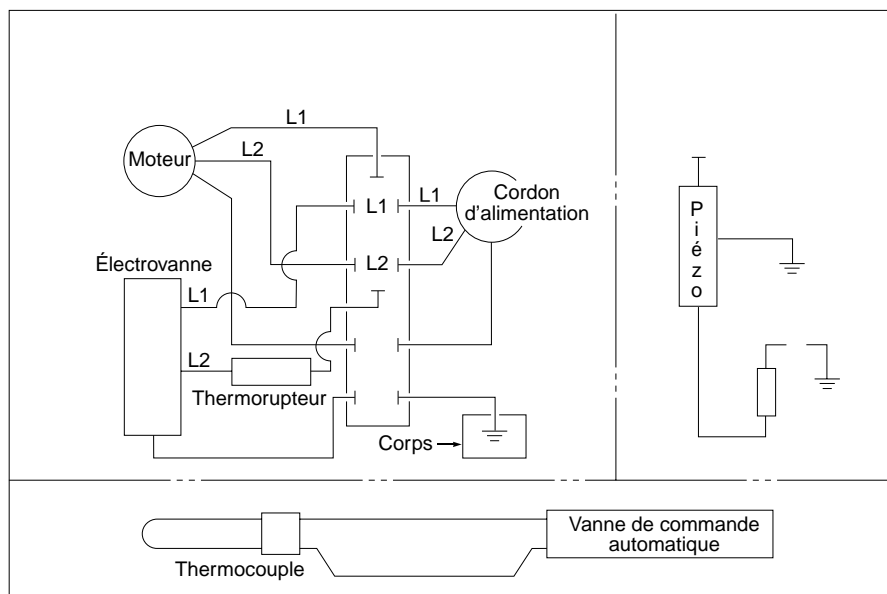 L1
Moteur
L2
L1
L1
Cordon
d'alimentation
L2
L2
Électrovanne
L1
L2
Thermorupteur
Corps
Piézo
Thermocouple
Vanne de commande
automatique